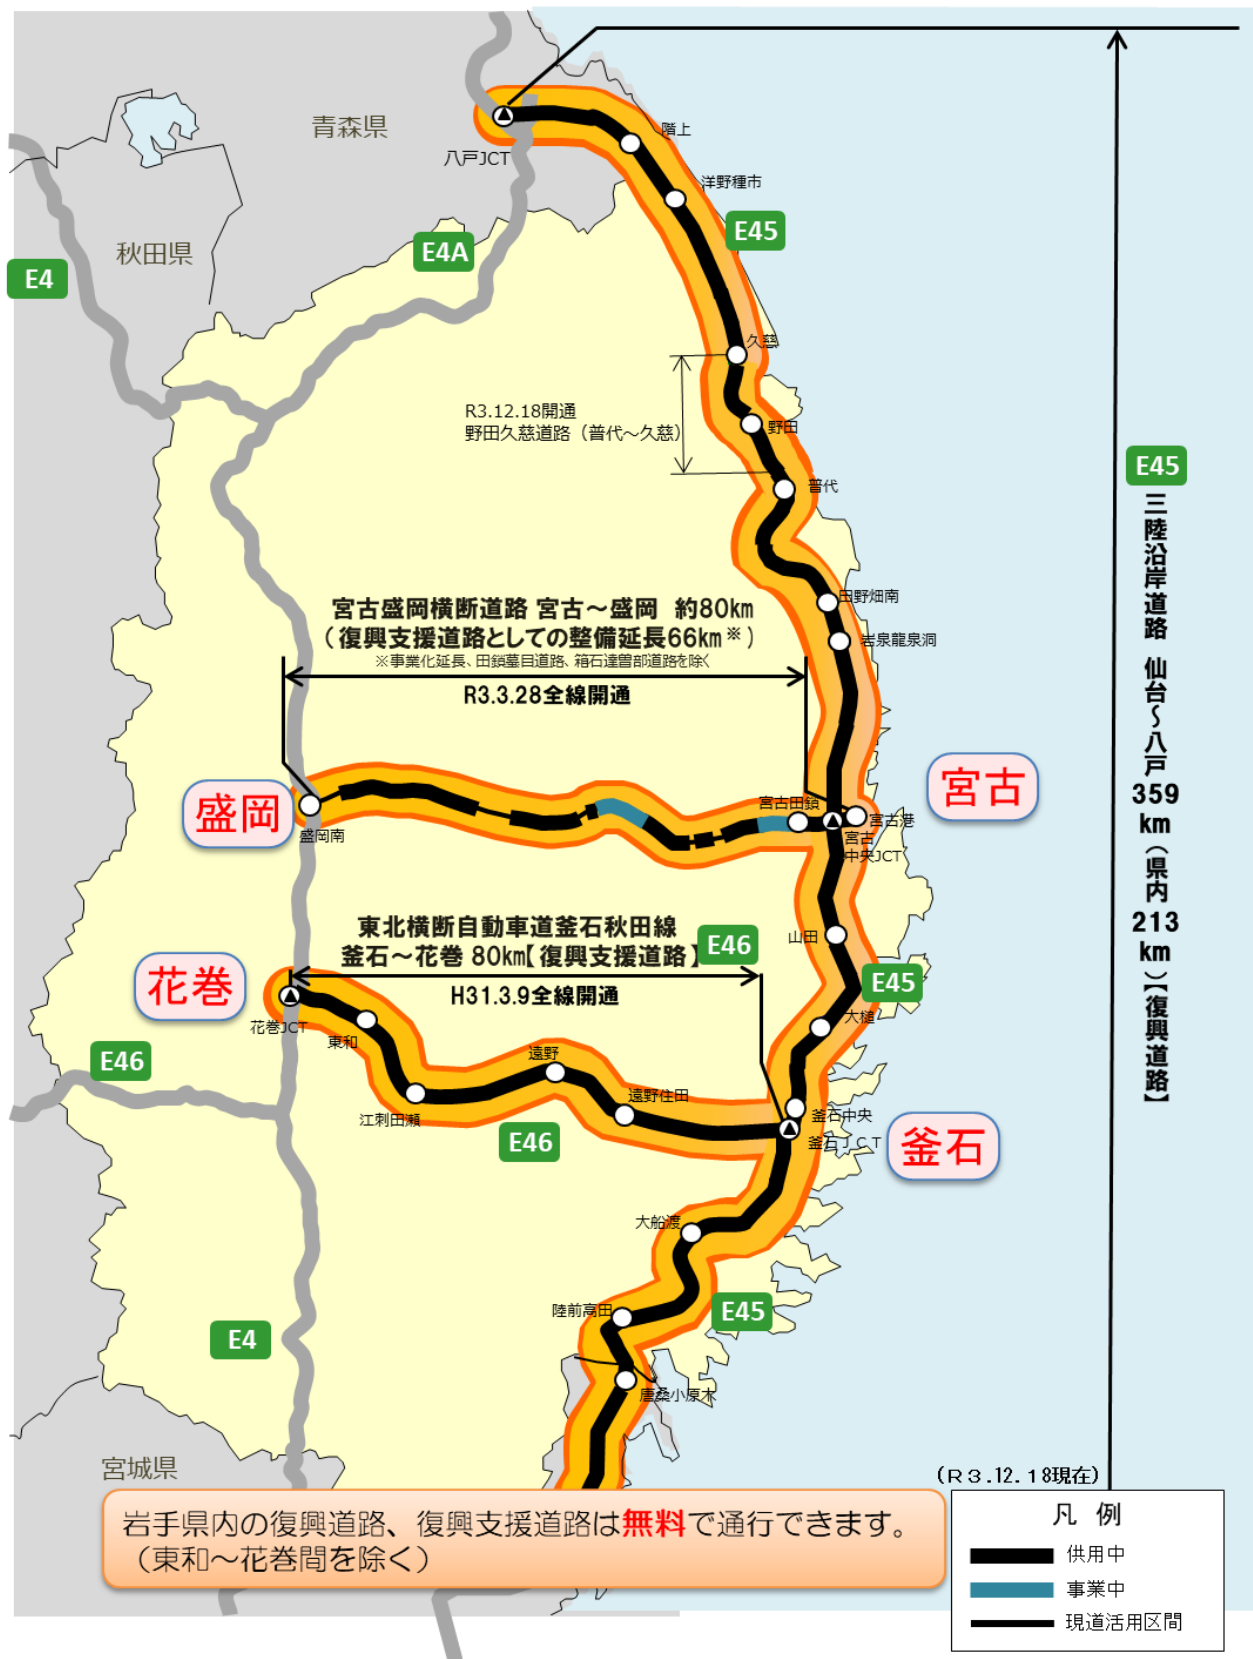 青森県
八戸JCT
階上
洋野種市
E45
秋田県
E4A
E4
久慈
R3.12.18開通
野田久慈道路（普代～久慈）
野田
普代
E45
三陸沿岸道路 仙台～八戸359km（県内213km）【復興道路】
宮古盛岡横断道路 宮古～盛岡 約80km
（復興支援道路としての整備延長66km※）
※事業化延長、田鎖蟇目道路、箱石達曽部道路を除く
R3.3.28全線開通
田野畑南
岩泉龍泉洞
盛岡
盛岡南
宮古
宮古田鎖
宮古港
宮古
中央JCT
東北横断自動車道釜石秋田線
釜石～花巻 80km【復興支援道路】
E46
H31.3.9全線開通
山田
E45
花巻
花巻JCT
東和
大槌
E46
遠野
遠野住田
江刺田瀬
E46
釜石中央
釜石ＪＣＴ
釜石
大船渡
陸前高田
E45
E4
唐桑小原木
宮城県
（Ｒ３.12.１8現在）
岩手県内の復興道路、復興支援道路は無料で通行できます。
（東和～花巻間を除く）
凡 例
供用中
事業中
現道活用区間